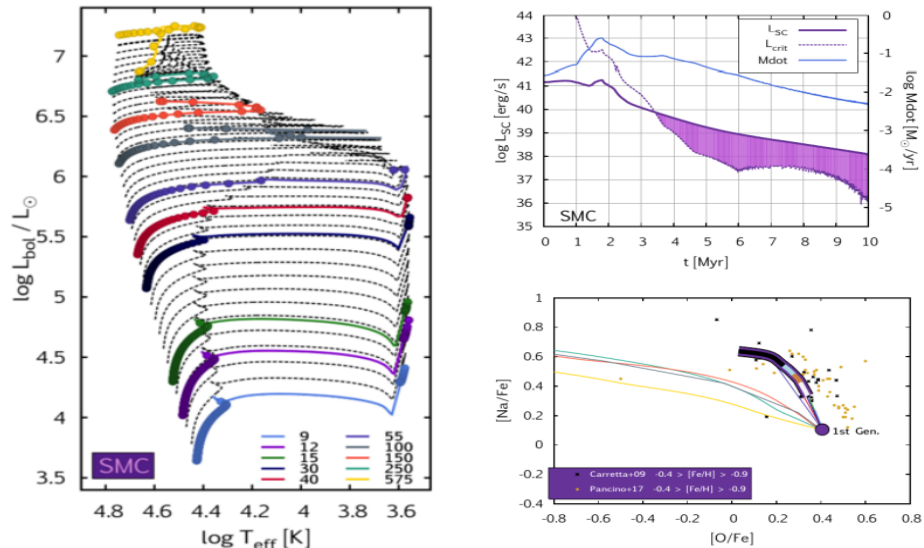 7
6.5
6
5.5
5
4.5
4
3.5
4.8 4.6 4.4 4.2 4 3.8 3.6
log L_bol / L_⊙
log T_eff [K]
SMC
9 55
12 100
15 150
30 250
40 575
44
43
42
41
40
39
38
37
36
35
0 1 2 3 4 5 6 7 8 9 10
0
-1
-2
-3
-4
-5
log L_SC [erg/s]
log Mdot [M_⊙/yr]
t [Myr]
L_SC
L_crit
Mdot
SMC
1
0.8
0.6
0.4
0.2
0
-0.2
-0.4
-0.8 -0.6 -0.4 -0.2 0 0.2 0.4 0.6 0.8
[Na/Fe]
[O/Fe]
1st Gen.
Carretta+09 -0.4 > [Fe/H] > -0.9
Pancino+17 -0.4 > [Fe/H] > -0.9